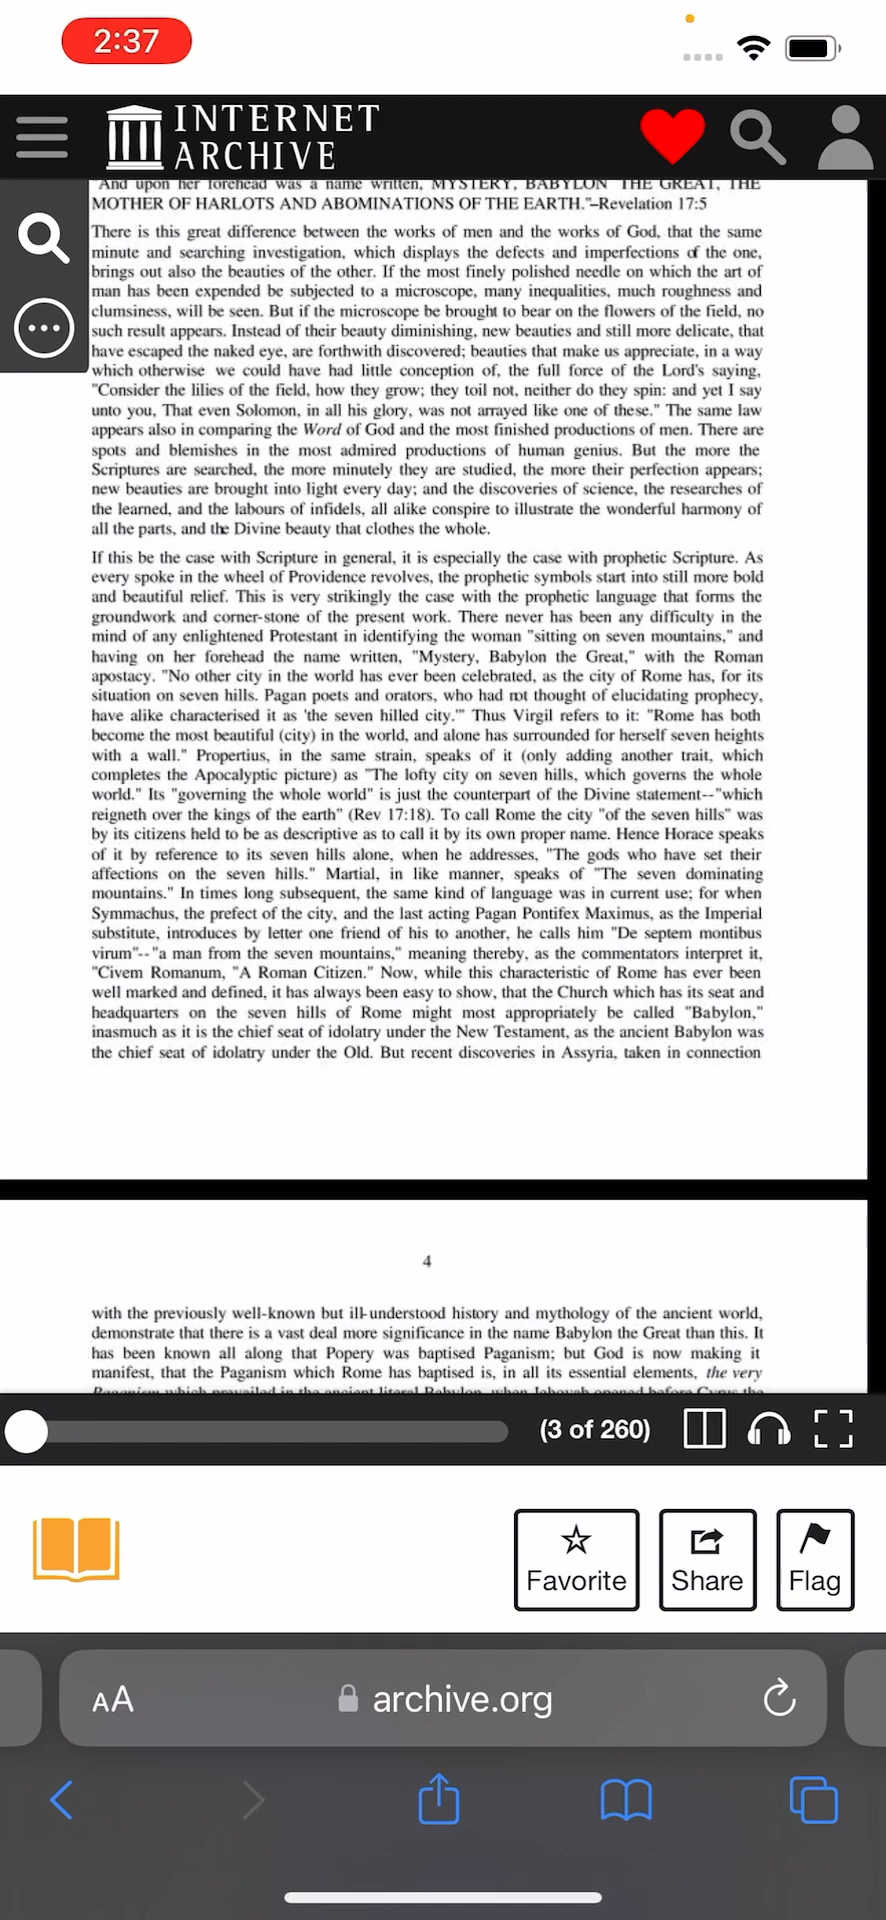 2:37
INTERNET
ARCHIVE
"And upon her forehead was a name written, MYSTERY, BABYLON THE GREAT, THE
MOTHER OF HARLOTS AND ABOMINATIONS OF THE EARTH."–Revelation 17:5
There is this great difference between the works of men and the works of God, that the same
minute and searching investigation, which displays the defects and imperfections of the one,
brings out also the beauties of the other. If the most finely polished needle on which the art of
man has been expended be subjected to a microscope, many inequalities, much roughness and
clumsiness, will be seen. But if the microscope be brought to bear on the flowers of the field, no
such result appears. Instead of their beauty diminishing, new beauties and still more delicate, that
have escaped the naked eye, are forthwith discovered; beauties that make us appreciate, in a way
which otherwise we could have had little conception of, the full force of the Lord's saying,
"Consider the lilies of the field, how they grow; they toil not, neither do they spin: and yet I say
unto you, That even Solomon, in all his glory, was not arrayed like one of these." The same law
appears also in comparing the Word of God and the most finished productions of men. There are
spots and blemishes in the most admired productions of human genius. But the more the
Scriptures are searched, the more minutely they are studied, the more their perfection appears;
new beauties are brought into light every day; and the discoveries of science, the researches of
the learned, and the labours of infidels, all alike conspire to illustrate the wonderful harmony of
all the parts, and the Divine beauty that clothes the whole.
If this be the case with Scripture in general, it is especially the case with prophetic Scripture. As
every spoke in the wheel of Providence revolves, the prophetic symbols start into still more bold
and beautiful relief. This is very strikingly the case with the prophetic language that forms the
groundwork and corner-stone of the present work. There never has been any difficulty in the
mind of any enlightened Protestant in identifying the woman "sitting on seven mountains," and
having on her forehead the name written, "Mystery, Babylon the Great," with the Roman
apostacy. "No other city in the world has ever been celebrated, as the city of Rome has, for its
situation on seven hills. Pagan poets and orators, who had not thought of elucidating prophecy,
have alike characterised it as 'the seven hilled city.'" Thus Virgil refers to it: "Rome has both
become the most beautiful (city) in the world, and alone has surrounded for herself seven heights
with a wall." Propertius, in the same strain, speaks of it (only adding another trait, which
completes the Apocalyptic picture) as "The lofty city on seven hills, which governs the whole
world." Its "governing the whole world" is just the counterpart of the Divine statement--"which
reigneth over the kings of the earth" (Rev 17:18). To call Rome the city "of the seven hills" was
by its citizens held to be as descriptive as to call it by its own proper name. Hence Horace speaks
of it by reference to its seven hills alone, when he addresses, "The gods who have set their
affections on the seven hills." Martial, in like manner, speaks of "The seven dominating
mountains." In times long subsequent, the same kind of language was in current use; for when
Symmachus, the prefect of the city, and the last acting Pagan Pontifex Maximus, as the Imperial
substitute, introduces by letter one friend of his to another, he calls him "De septem montibus
virum"--"a man from the seven mountains," meaning thereby, as the commentators interpret it,
"Civem Romanum, "A Roman Citizen." Now, while this characteristic of Rome has ever been
well marked and defined, it has always been easy to show, that the Church which has its seat and
headquarters on the seven hills of Rome might most appropriately be called "Babylon,"
inasmuch as it is the chief seat of idolatry under the New Testament, as the ancient Babylon was
the chief seat of idolatry under the Old. But recent discoveries in Assyria, taken in connection
4
with the previously well-known but ill-understood history and mythology of the ancient world,
demonstrate that there is a vast deal more significance in the name Babylon the Great than this. It
has been known all along that Popery was baptised Paganism; but God is now making it
manifest, that the Paganism which Rome has baptised is, in all its essential elements, the very
Paganism which prevailed in the ancient literal Babylon, when Jehovah opened before Cyrus the
(3 of 260)
Favorite
Share
Flag
AA
archive.org